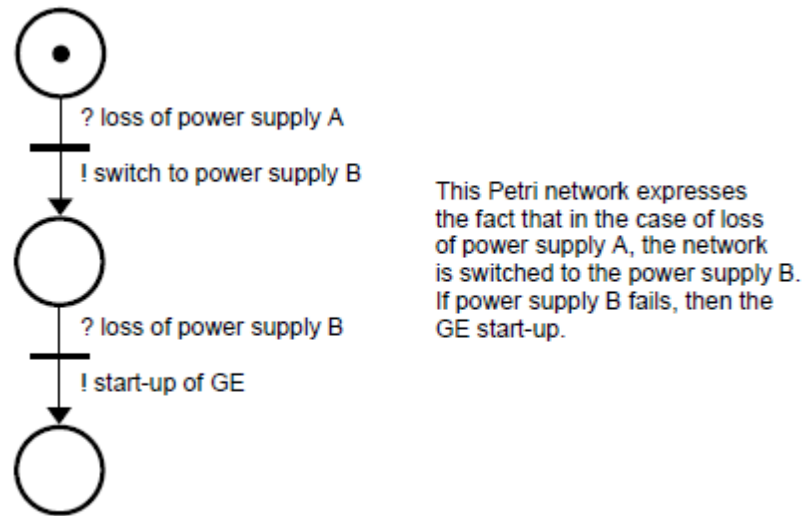 ? loss of power supply A
! switch to power supply B
This Petri network expresses
the fact that in the case of loss
of power supply A, the network
is switched to the power supply B.
If power supply B fails, then the
GE start-up.
? loss of power supply B
! start-up of GE